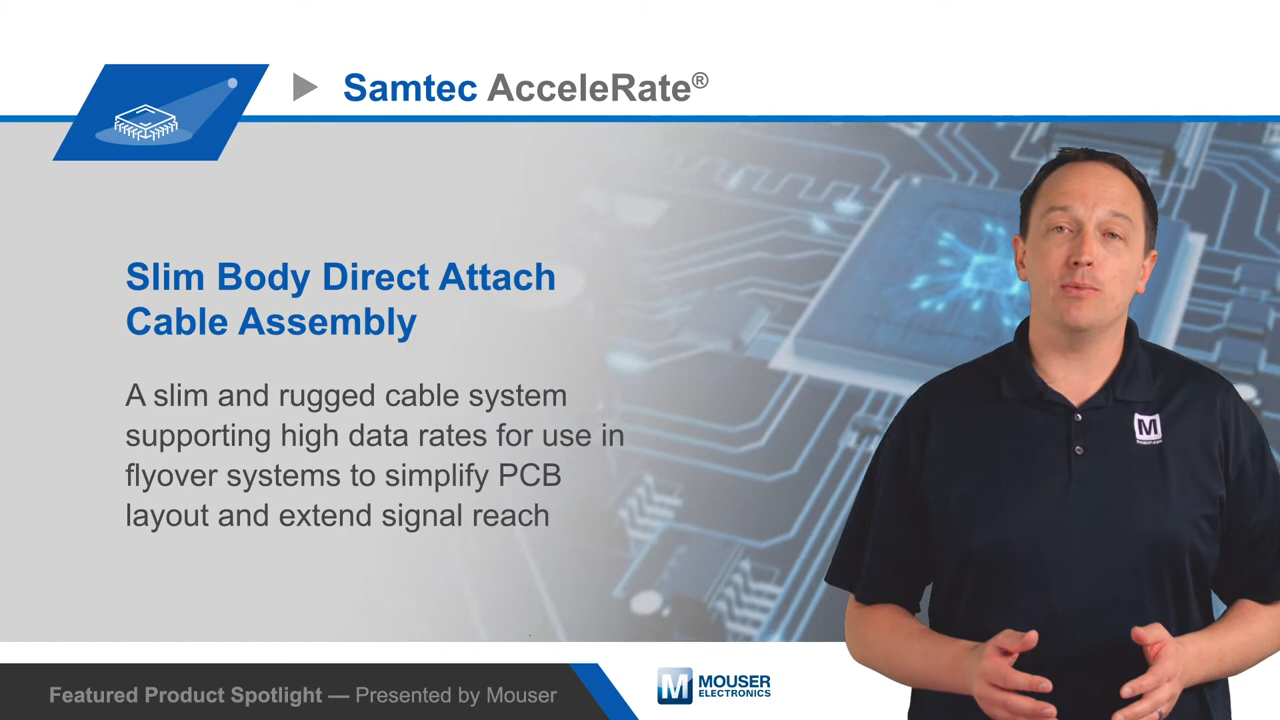 Samtec AcceleRate®
Slim Body Direct Attach
Cable Assembly
A slim and rugged cable system
supporting high data rates for use in
flyover systems to simplify PCB
layout and extend signal reach
M
Featured Product Spotlight — Presented by Mouser
M MOUSER
ELECTRONICS